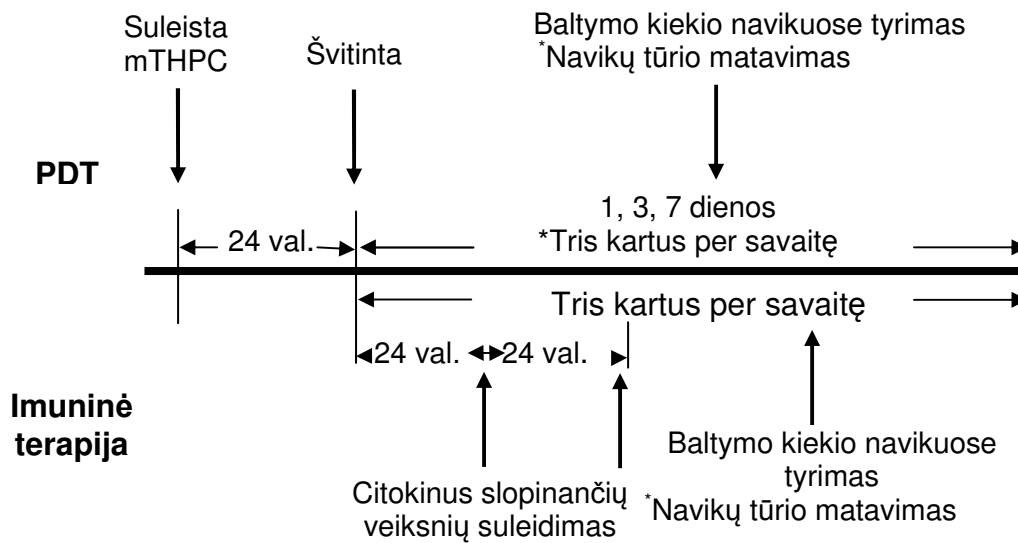 Suleista
mTHPC
Švitinta
Baltymo kiekio navikuose tyrimas
*Navikų tūrio matavimas
PDT
24 val.
1, 3, 7 dienos
*Tris kartus per savaitę
Tris kartus per savaitę
24 val.
24 val.
Imuninė
terapija
Citokinus slopinančių
veiksnių suleidimas
Baltymo kiekio navikuose
tyrimas
*Navikų tūrio matavimas